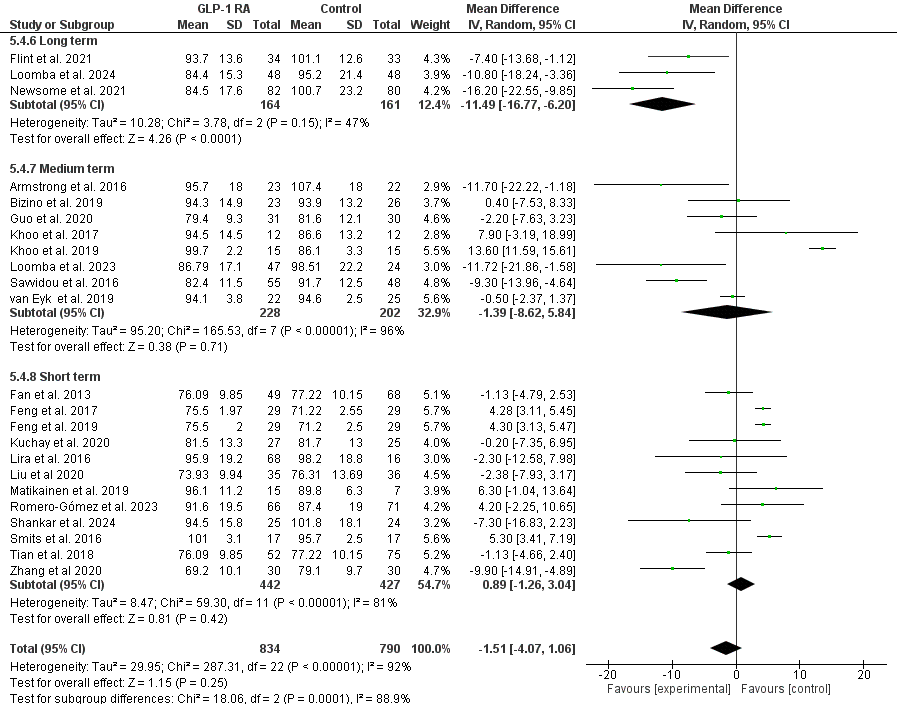 GLP-1 RA Control Mean Difference Mean Difference
Study or Subgroup Mean SD Total Mean SD Total Weight IV, Random, 95% CI IV, Random, 95% CI
5.4.6 Long term
Flint et al. 2021 93.7 13.6 34 101.1 12.6 33 4.3% -7.40 [-13.68, -1.12]
Loomba et al. 2024 84.4 15.3 48 95.2 21.4 48 3.9% -10.80 [-18.24, -3.36]
Newsome et al. 2021 84.5 17.6 82 100.7 23.2 80 4.2% -16.20 [-22.55, -9.85]
Subtotal (95% CI) 164 161 12.4% -11.49 [-16.77, -6.20]
Heterogeneity: Tau² = 10.28; Chi² = 3.78, df = 2 (P = 0.15); I² = 47%
Test for overall effect: Z = 4.26 (P < 0.0001)
5.4.7 Medium term
Armstrong et al. 2016 95.7 18 23 107.4 18 22 2.9% -11.70 [-22.22, -1.18]
Bizino et al. 2019 94.3 14.9 23 93.9 13.2 26 3.7% 0.40 [-7.53, 8.33]
Guo et al. 2020 79.4 9.3 31 81.6 12.1 30 4.5% -2.20 [-7.63, 3.23]
Khoo et al. 2017 94.5 14.5 12 86.6 13.2 12 2.8% 7.90 [-3.19, 18.99]
Khoo et al. 2019 99.7 2.2 15 86.1 3.3 15 5.5% 13.60 [11.59, 15.61]
Loomba et al. 2023 86.79 17.1 47 98.51 22.2 24 3.0% -11.72 [-21.86, -1.58]
Savvidou et al. 2016 82.4 11.5 55 91.7 12.5 48 4.8% -9.30 [-13.96, -4.64]
van Eyk et al. 2019 94.1 3.8 22 94.6 2.5 25 5.6% -0.50 [-2.37, 1.37]
Subtotal (95% CI) 228 202 32.9% -1.39 [-8.62, 5.84]
Heterogeneity: Tau² = 95.20; Chi² = 165.53, df = 7 (P < 0.00001); I² = 96%
Test for overall effect: Z = 0.38 (P = 0.71)
5.4.8 Short term
Fan et al. 2013 76.09 9.85 49 77.22 10.15 68 5.1% -1.13 [-4.79, 2.53]
Feng et al. 2017 75.5 1.97 29 71.22 2.55 29 5.7% 4.28 [3.11, 5.45]
Feng et al. 2019 75.5 2 29 71.2 2.5 29 5.7% 4.30 [3.13, 5.47]
Kuchay et al. 2020 81.5 13.3 27 81.7 13 25 4.0% -0.20 [-7.35, 6.95]
Lira et al. 2016 95.9 19.2 68 98.2 18.8 16 3.0% -2.30 [-12.58, 7.98]
Liu et al 2020 73.93 9.94 35 76.31 13.69 36 4.5% -2.38 [-7.93, 3.17]
Matikainen et al. 2019 96.1 11.2 15 89.8 6.3 7 3.9% 6.30 [-1.04, 13.64]
Romero-Gómez et al. 2023 91.6 19.5 66 87.4 19 71 4.2% 4.20 [-2.25, 10.65]
Shankar et al. 2024 94.5 15.8 25 101.8 18.1 24 3.2% -7.30 [-16.83, 2.23]
Smits et al. 2016 101 3.1 17 95.7 2.5 17 5.6% 5.30 [3.41, 7.19]
Tian et al. 2018 76.09 9.85 52 77.22 10.15 75 5.2% -1.13 [-4.66, 2.40]
Zhang et al 2020 69.2 10.1 30 79.1 9.7 30 4.7% -9.90 [-14.91, -4.89]
Subtotal (95% CI) 442 427 54.7% 0.89 [-1.26, 3.04]
Heterogeneity: Tau² = 8.47; Chi² = 59.30, df = 11 (P < 0.00001); I² = 81%
Test for overall effect: Z = 0.81 (P = 0.42)
Total (95% CI) 834 790 100.0% -1.51 [-4.07, 1.06]
Heterogeneity: Tau² = 29.95; Chi² = 287.31, df = 22 (P < 0.00001); I² = 92%
Test for overall effect: Z = 1.15 (P = 0.25)
Test for subgroup differences: Chi² = 18.06, df = 2 (P = 0.0001), I² = 88.9%
-20 -10 0 10 20
Favours [experimental] Favours [control]